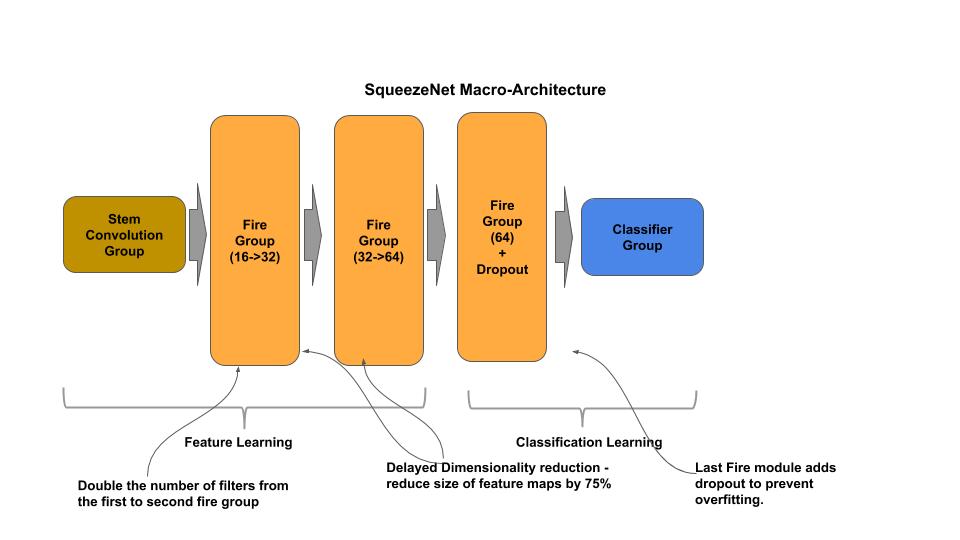 SqueezeNet Macro-Architecture
Stem
Convolution
Group
Fire
Group
(16->32)
Fire
Group
(32->64)
Fire
Group
(64)
+
Dropout
Classifier
Group
Feature Learning
Classification Learning
Double the number of filters from
the first to second fire group
Delayed Dimensionality reduction -
reduce size of feature maps by 75%
Last Fire module adds
dropout to prevent
overfitting.